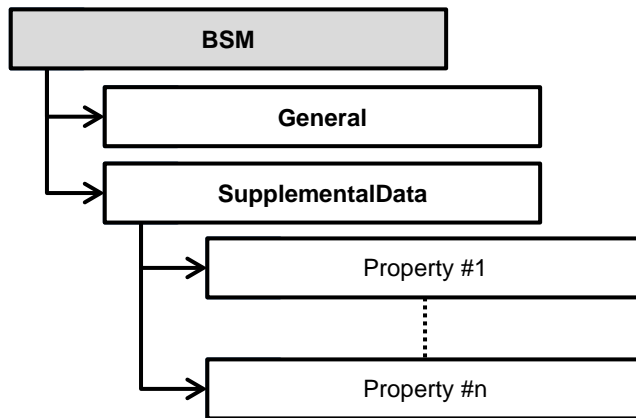 BSM
General
SupplementalData
Property #1
Property #n